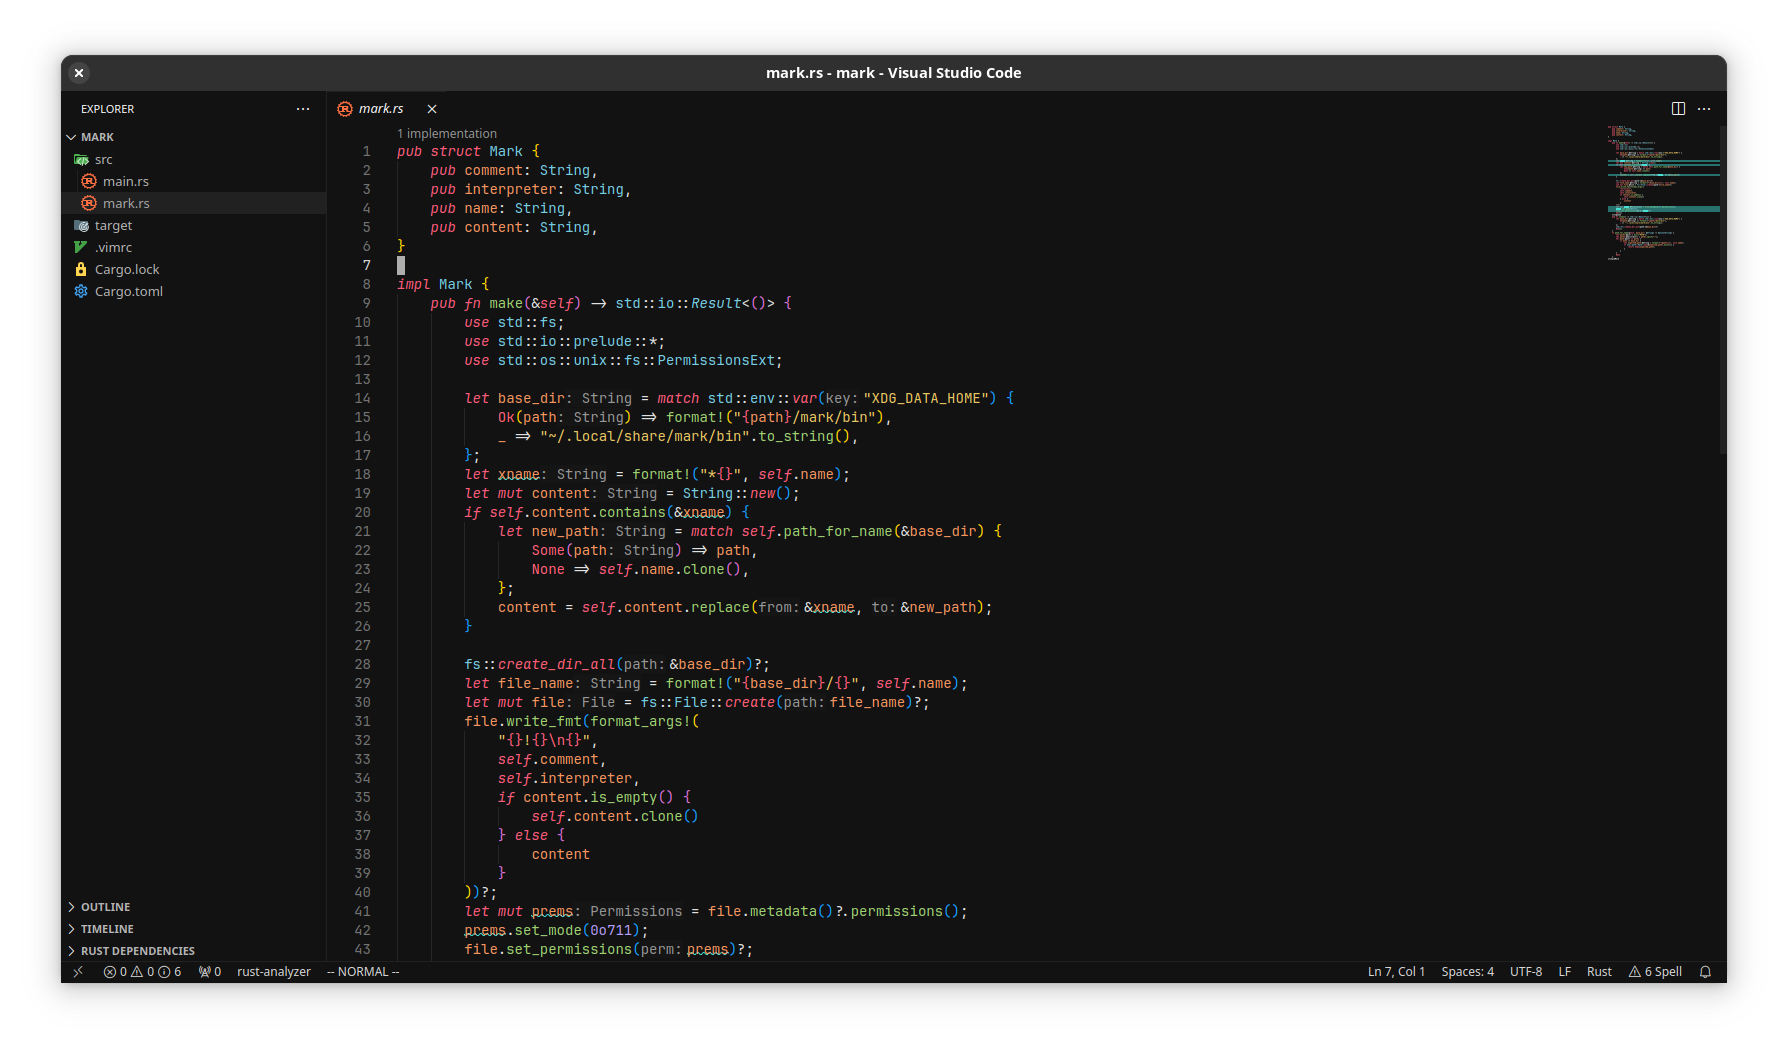 mark.rs - mark - Visual Studio Code
EXPLORER
MARK
src
main.rs
mark.rs
target
.vimrc
Cargo.lock
Cargo.toml
OUTLINE
TIMELINE
RUST DEPENDENCIES
mark.rs
1 implementation
1 pub struct Mark {
2     pub comment: String,
3     pub interpreter: String,
4     pub name: String,
5     pub content: String,
6 }
7
8 impl Mark {
9     pub fn make(&self) -> std::io::Result<()> {
10         use std::fs;
11         use std::io::prelude::*;
12         use std::os::unix::fs::PermissionsExt;
13
14         let base_dir: String = match std::env::var(key: "XDG_DATA_HOME") {
15             Ok(path: String) => format!("{path}/mark/bin"),
16             _ => "~/.local/share/mark/bin".to_string(),
17         };
18         let xname: String = format!("*{}", self.name);
19         let mut content: String = String::new();
20         if self.content.contains(&xname) {
21             let new_path: String = match self.path_for_name(&base_dir) {
22                 Some(path: String) => path,
23                 None => self.name.clone(),
24             };
25             content = self.content.replace(from: &xname, to: &new_path);
26         }
27
28         fs::create_dir_all(path: &base_dir)?;
29         let file_name: String = format!("{base_dir}/{}", self.name);
30         let mut file: File = fs::File::create(path: file_name)?;
31         file.write_fmt(format_args!(
32             "{}!{}\n{}",
33             self.comment,
34             self.interpreter,
35             if content.is_empty() {
36                 self.content.clone()
37             } else {
38                 content
39             }
40         ))?;
41         let mut prems: Permissions = file.metadata()?.permissions();
42         prems.set_mode(0o711);
43         file.set_permissions(perm: prems)?;
0 0 6 0 rust-analyzer -- NORMAL -- Ln 7, Col 1 Spaces: 4 UTF-8 LF Rust 6 Spell